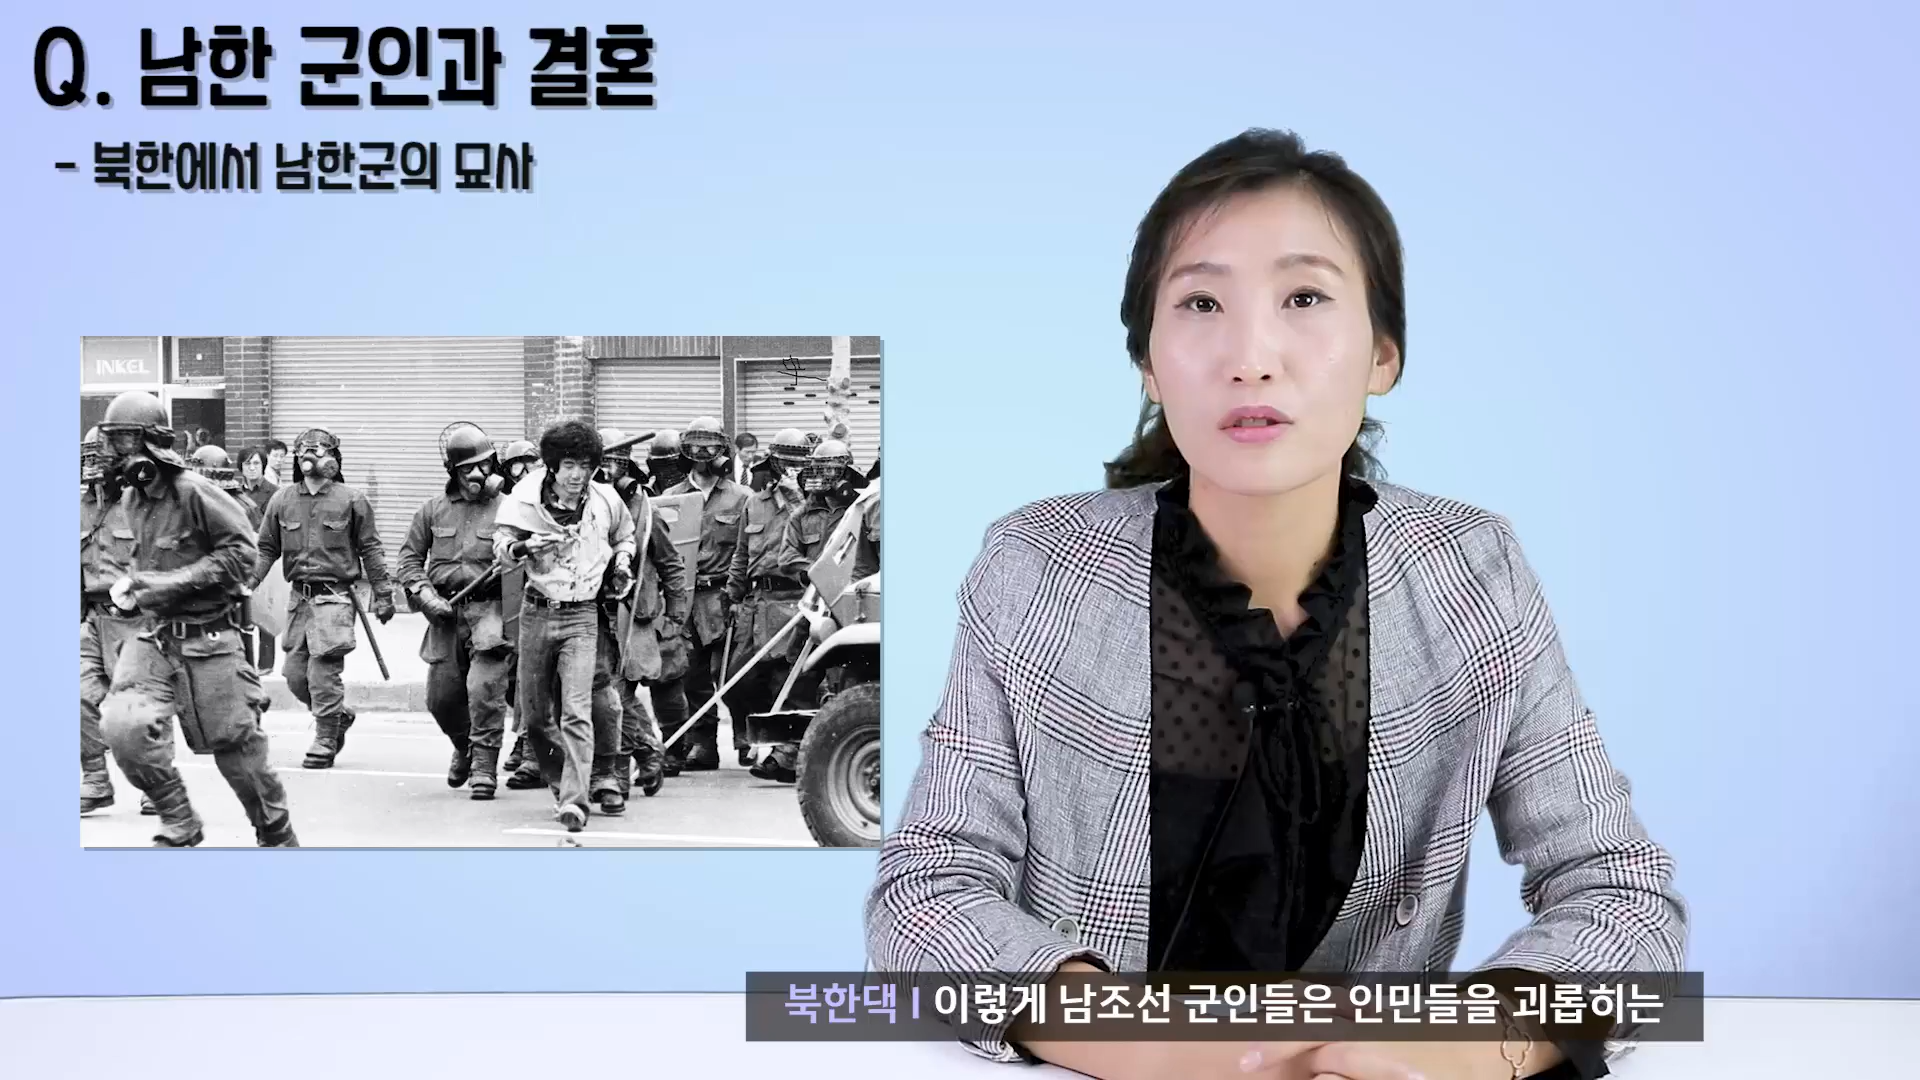 Q. 남한 군인과 결혼
- 북한에서 남한군의 묘사
INKEL
북한댁 | 이렇게 남조선 군인들은 인민들을 괴롭히는